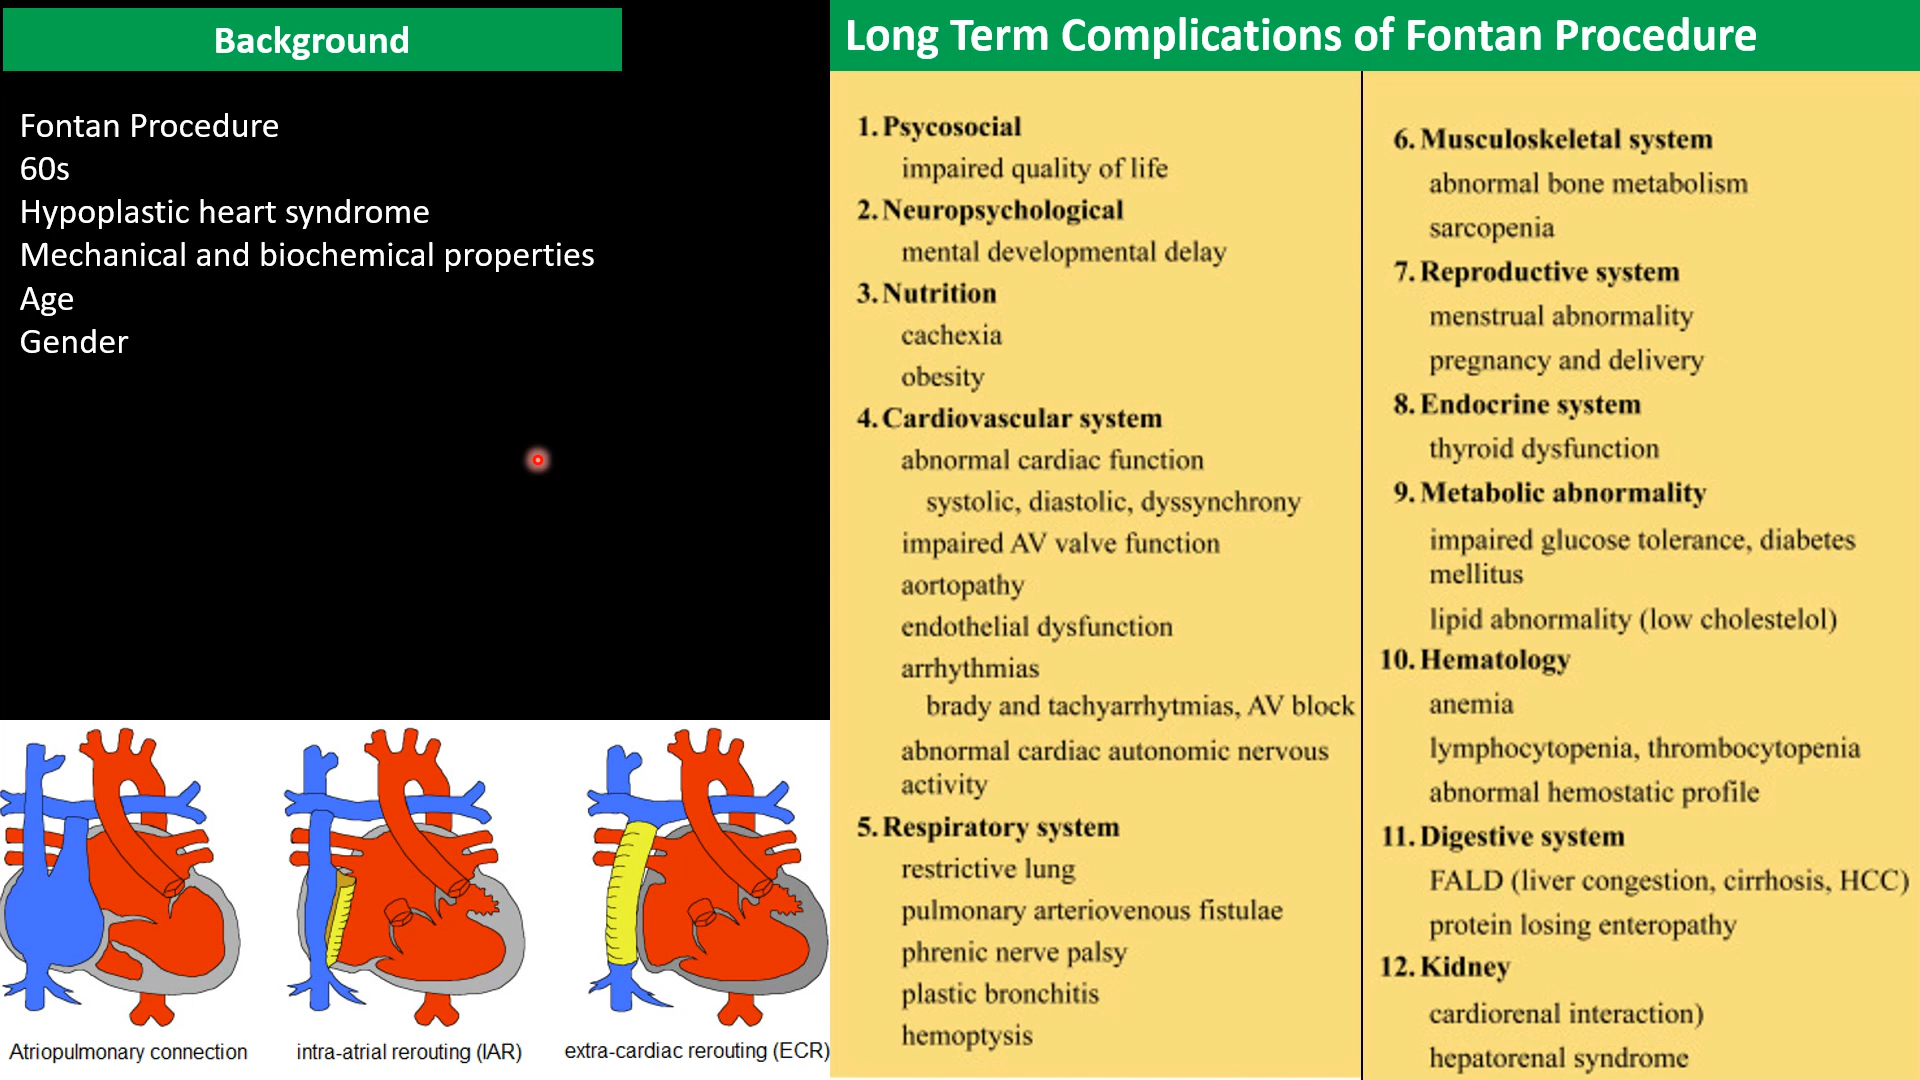 Background
Fontan Procedure
60s
Hypoplastic heart syndrome
Mechanical and biochemical properties
Age
Gender
Atriopulmonary connection
intra-atrial rerouting (IAR)
extra-cardiac rerouting (ECR)
Long Term Complications of Fontan Procedure
1. Psycosocial
impaired quality of life
2. Neuropsychological
mental developmental delay
3. Nutrition
cachexia
obesity
4. Cardiovascular system
abnormal cardiac function
systolic, diastolic, dyssynchrony
impaired AV valve function
aortopathy
endothelial dysfunction
arrhythmias
brady and tachyarrhytmias, AV block
abnormal cardiac autonomic nervous
activity
5. Respiratory system
restrictive lung
pulmonary arteriovenous fistulae
phrenic nerve palsy
plastic bronchitis
hemoptysis
6. Musculoskeletal system
abnormal bone metabolism
sarcopenia
7. Reproductive system
menstrual abnormality
pregnancy and delivery
8. Endocrine system
thyroid dysfunction
9. Metabolic abnormality
impaired glucose tolerance, diabetes
mellitus
lipid abnormality (low cholestelol)
10. Hematology
anemia
lymphocytopenia, thrombocytopenia
abnormal hemostatic profile
11. Digestive system
FALD (liver congestion, cirrhosis, HCC)
protein losing enteropathy
12. Kidney
cardiorenal interaction)
hepatorenal syndrome